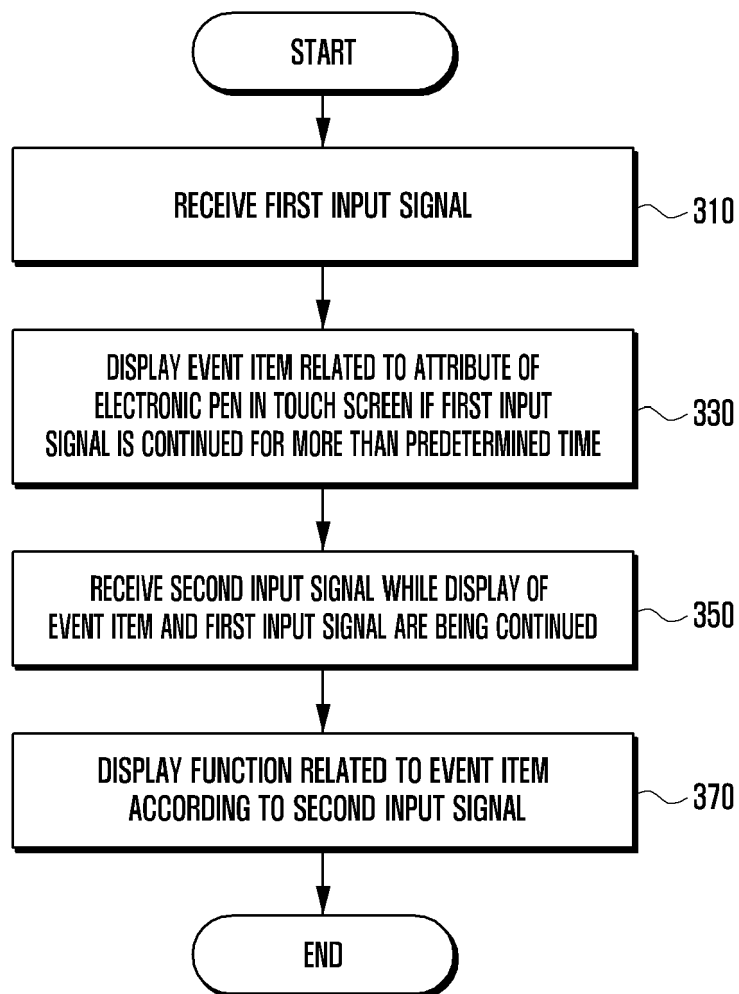 START
RECEIVE FIRST INPUT SIGNAL
310
DISPLAY EVENT ITEM RELATED TO ATTRIBUTE OF
ELECTRONIC PEN IN TOUCH SCREEN IF FIRST INPUT
SIGNAL IS CONTINUED FOR MORE THAN PREDETERMINED TIME
330
RECEIVE SECOND INPUT SIGNAL WHILE DISPLAY OF
EVENT ITEM AND FIRST INPUT SIGNAL ARE BEING CONTINUED
350
DISPLAY FUNCTION RELATED TO EVENT ITEM
ACCORDING TO SECOND INPUT SIGNAL
370
END